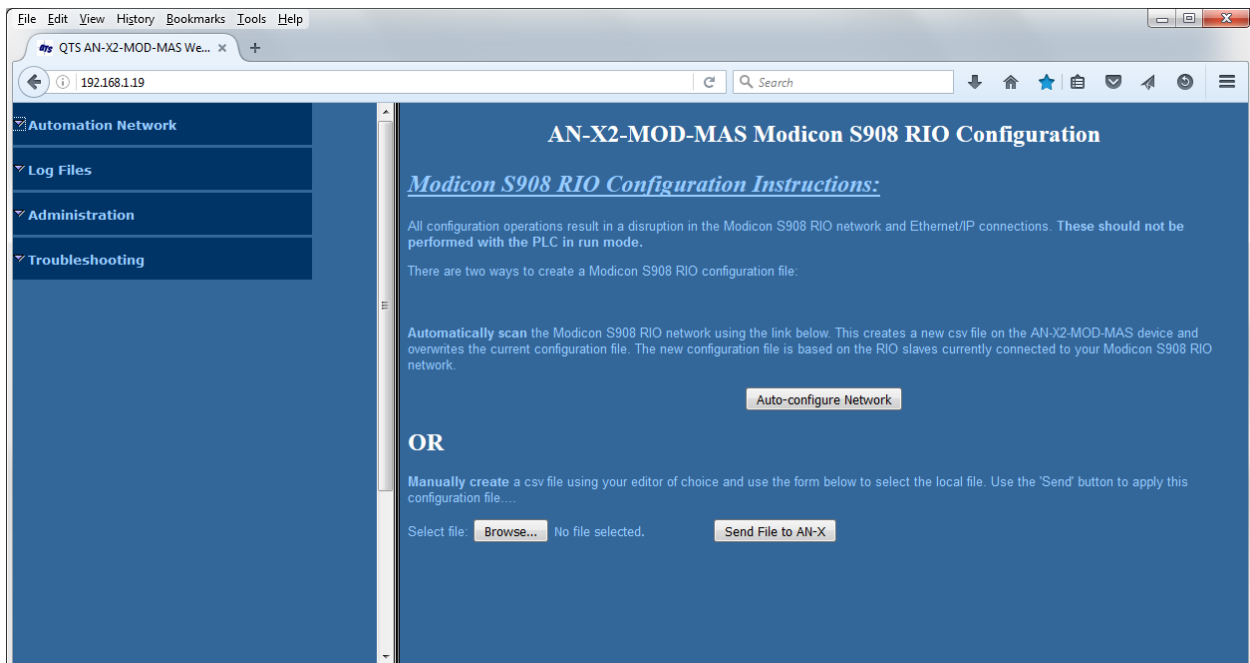 File Edit View History Bookmarks Tools Help
QTS QTS AN-X2-MOD-MAS We...
192.168.1.19
Search
Automation Network
Log Files
Administration
Troubleshooting
AN-X2-MOD-MAS Modicon S908 RIO Configuration
Modicon S908 RIO Configuration Instructions:
All configuration operations result in a disruption in the Modicon S908 RIO network and Ethernet/IP connections. These should not be
performed with the PLC in run mode.
There are two ways to create a Modicon S908 RIO configuration file:
Automatically scan the Modicon S908 RIO network using the link below. This creates a new csv file on the AN-X2-MOD-MAS device and
overwrites the current configuration file. The new configuration file is based on the RIO slaves currently connected to your Modicon S908 RIO
network.
Auto-configure Network
OR
Manually create a csv file using your editor of choice and use the form below to select the local file. Use the 'Send' button to apply this
configuration file....
Select file: Browse... No file selected. Send File to AN-X